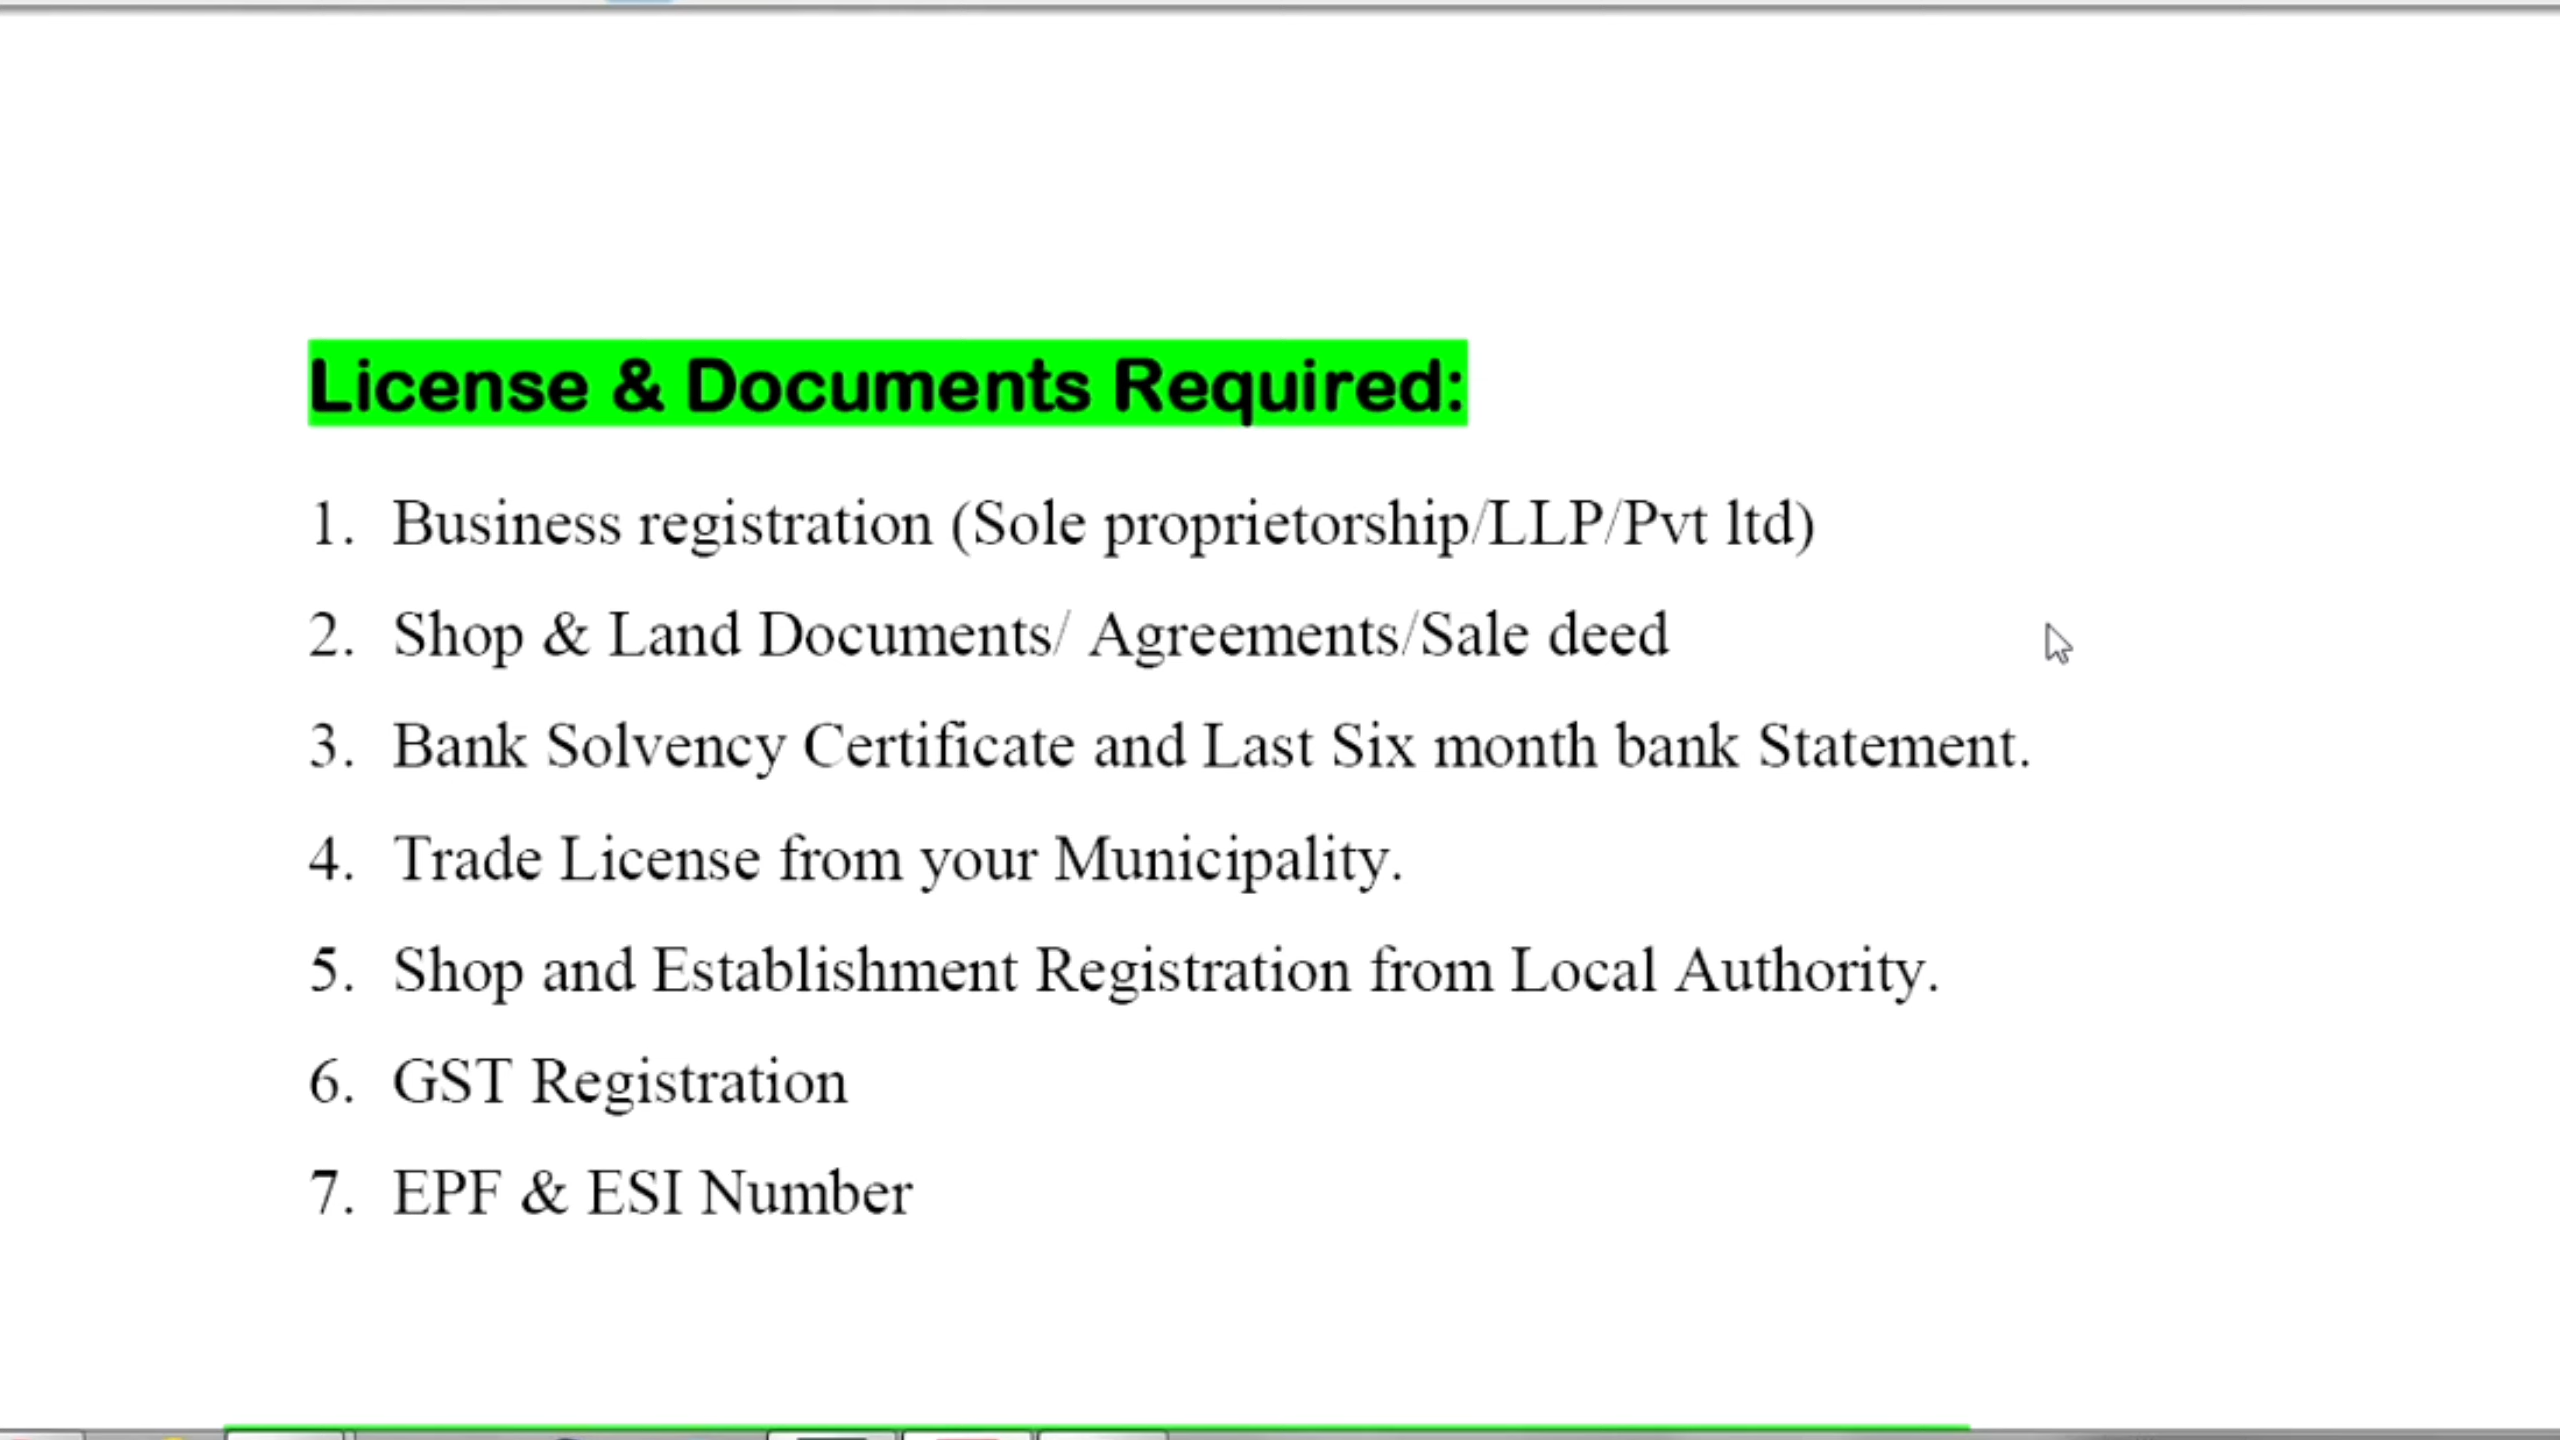 License & Documents Required:
1. Business registration (Sole proprietorship/LLP/Pvt ltd)
2. Shop & Land Documents/ Agreements/Sale deed
3. Bank Solvency Certificate and Last Six month bank Statement.
4. Trade License from your Municipality.
5. Shop and Establishment Registration from Local Authority.
6. GST Registration
7. EPF & ESI Number